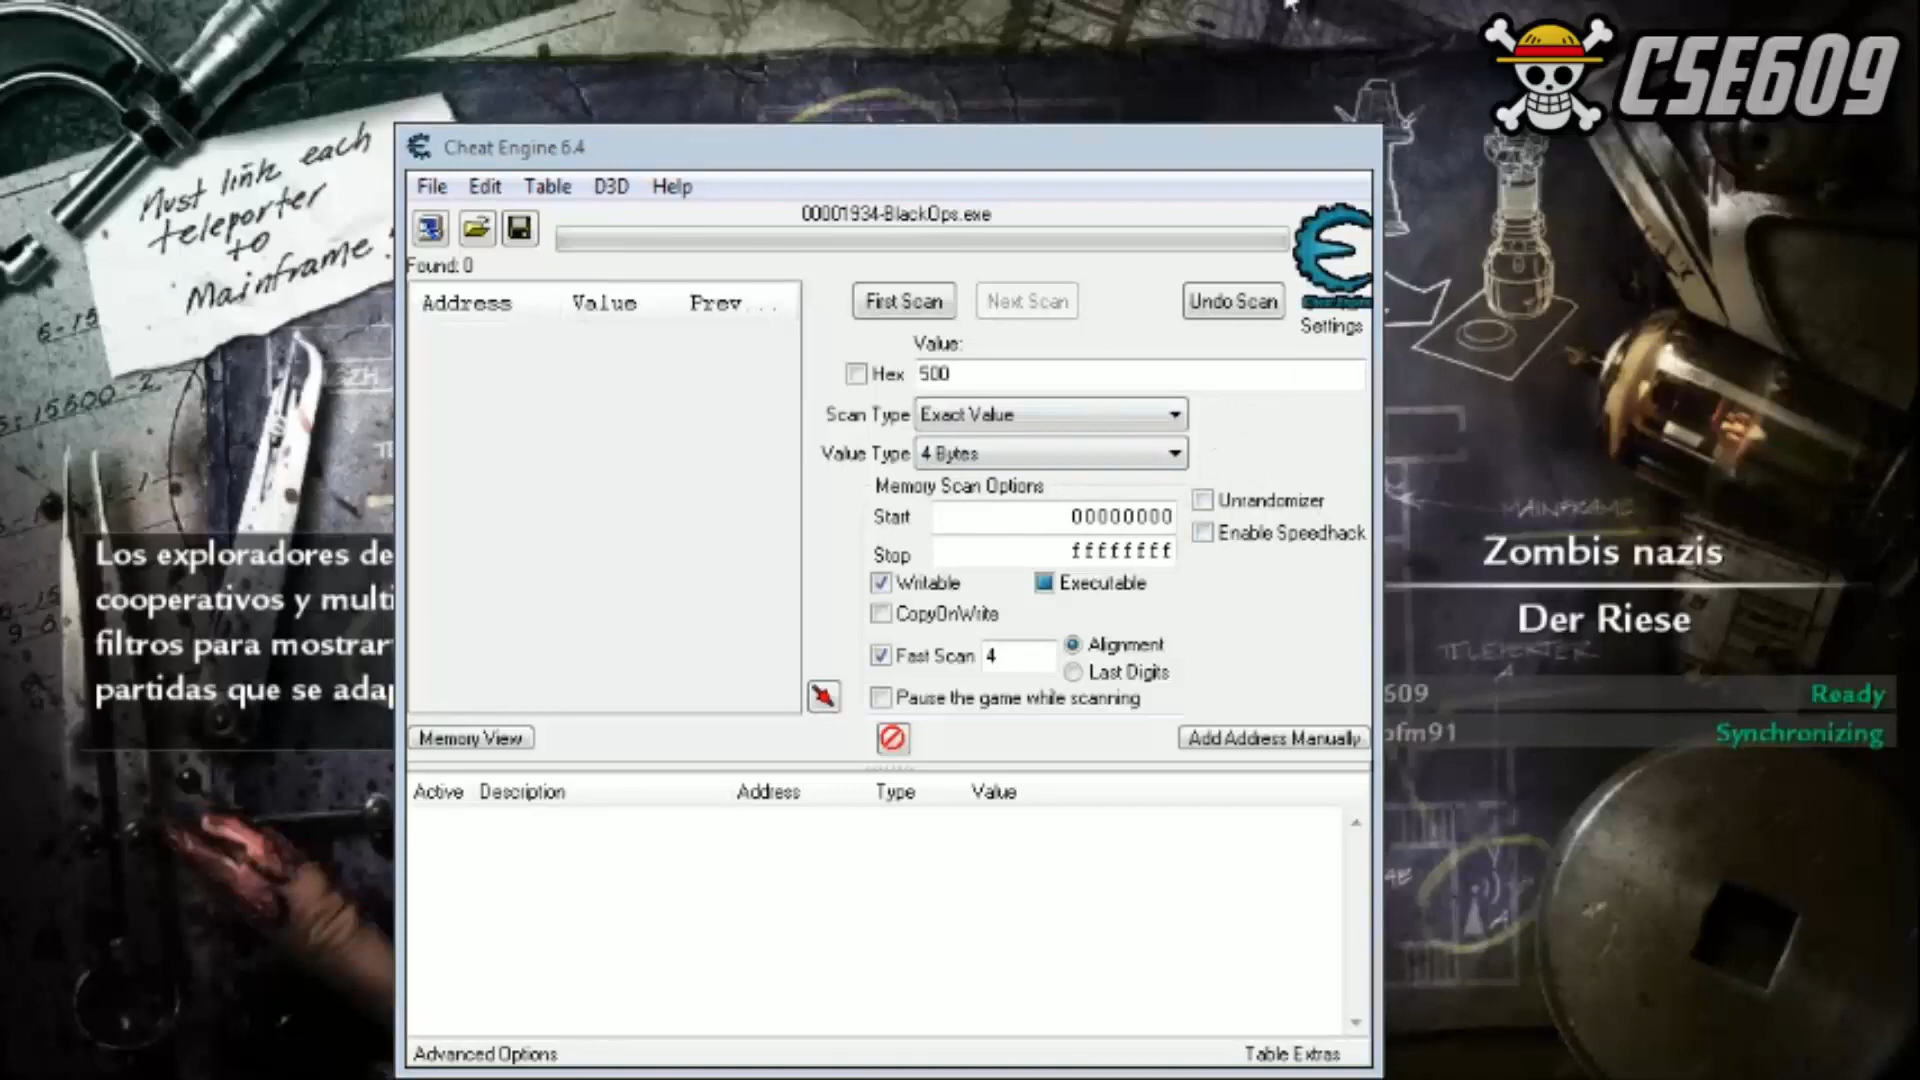 CSE609
Must link each
teleporter
to
Mainframe!
Cheat Engine 6.4
File Edit Table D3D Help
00001934-BlackOps.exe
Found: 0
Address Value Prev...
First Scan Next Scan Undo Scan
Cheat Engine
Settings
Value:
Hex 500
Scan Type Exact Value
Value Type 4 Bytes
Memory Scan Options
Start 00000000
Stop ffffffff
Unrandomizer
Enable Speedhack
Writable Executable
CopyOnWrite
Fast Scan 4 Alignment
Last Digits
Pause the game while scanning
Memory View Add Address Manually
Active Description Address Type Value
Advanced Options Table Extras
Los exploradores de
cooperativos y multi
filtros para mostrar
partidas que se adap
MAINFRAME
Zombis nazis
Der Riese
TELEPORTER
A
609 Ready
ofm91 Synchronizing